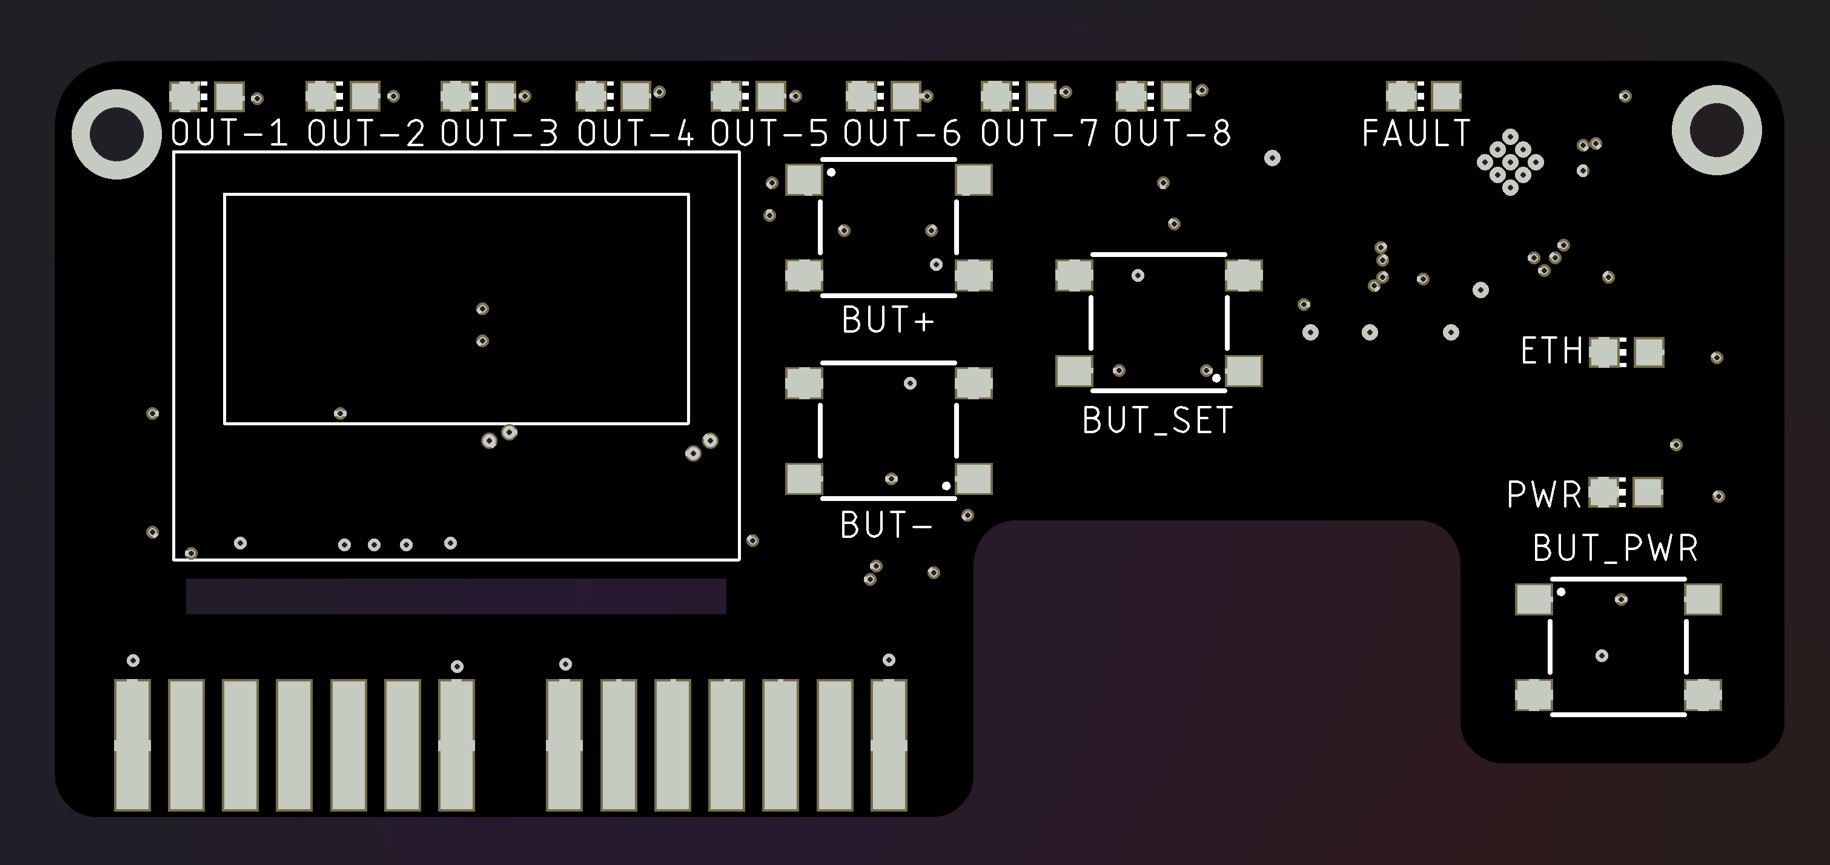 OUT-1 OUT-2 OUT-3 OUT-4 OUT-5 OUT-6 OUT-7 OUT-8 FAULT
BUT+
ETH
BUT_SET
PWR
BUT-
BUT_PWR